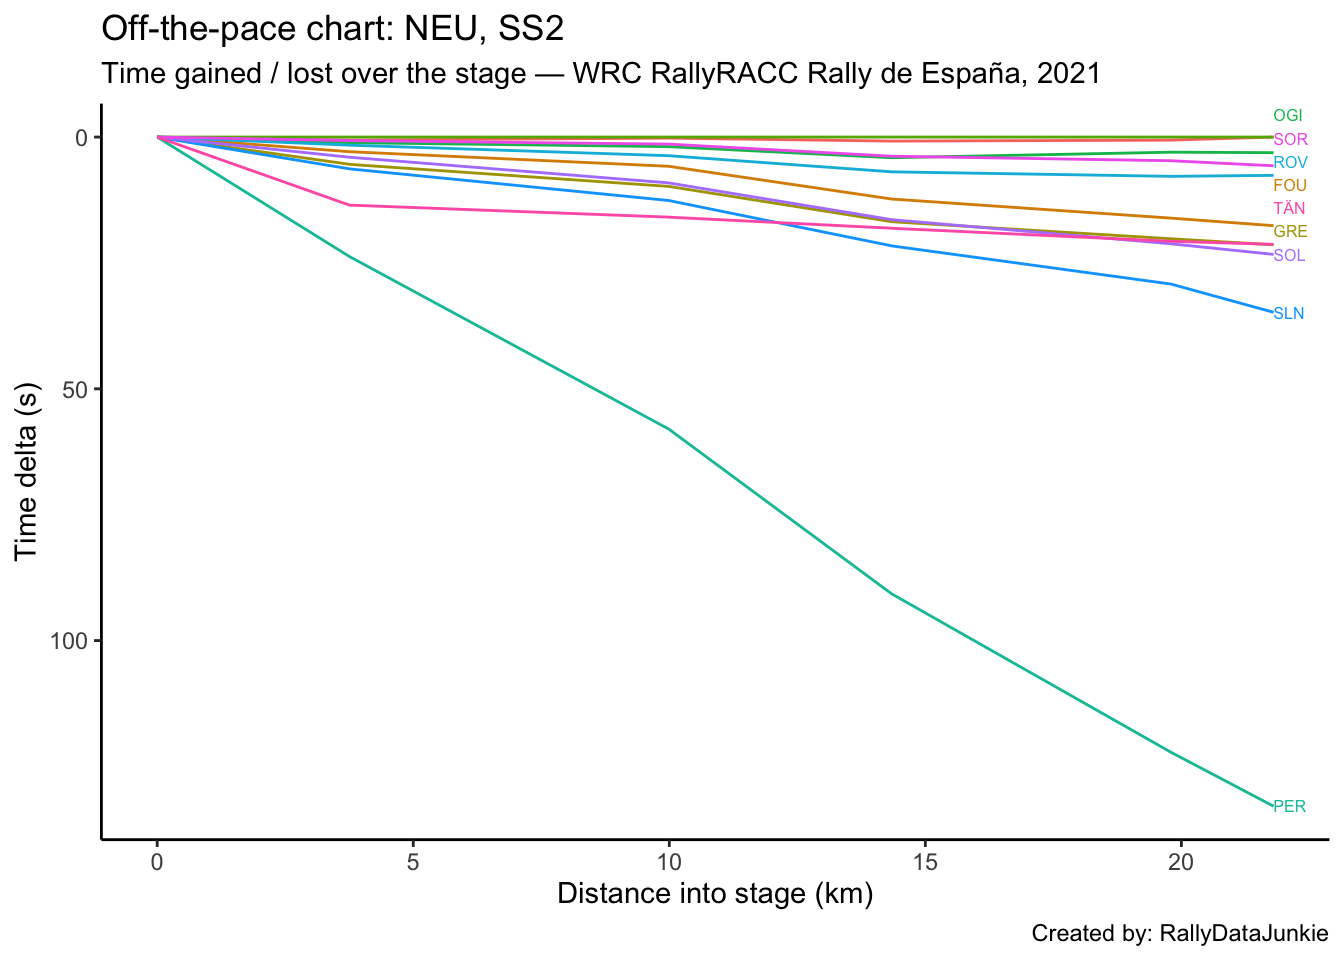 Off-the-pace chart: NEU, SS2
Time gained / lost over the stage — WRC RallyRACC Rally de España, 2021
OGI
0
SOR
ROV
FOU
TÄN
GRE
SOL
SLN
50
Time delta (s)
100
PER
0 5 10 15 20
Distance into stage (km)
Created by: RallyDataJunkie